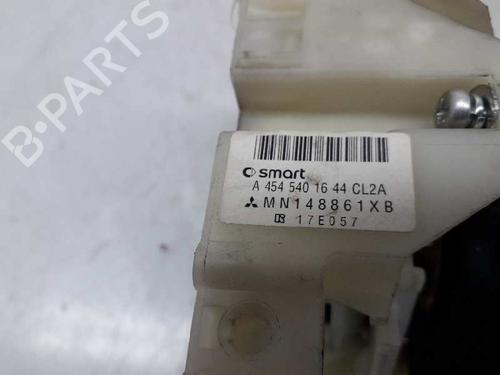 B-PARTS
smart
A 454 540 16 44 CL2A
MN148861XB
17E057